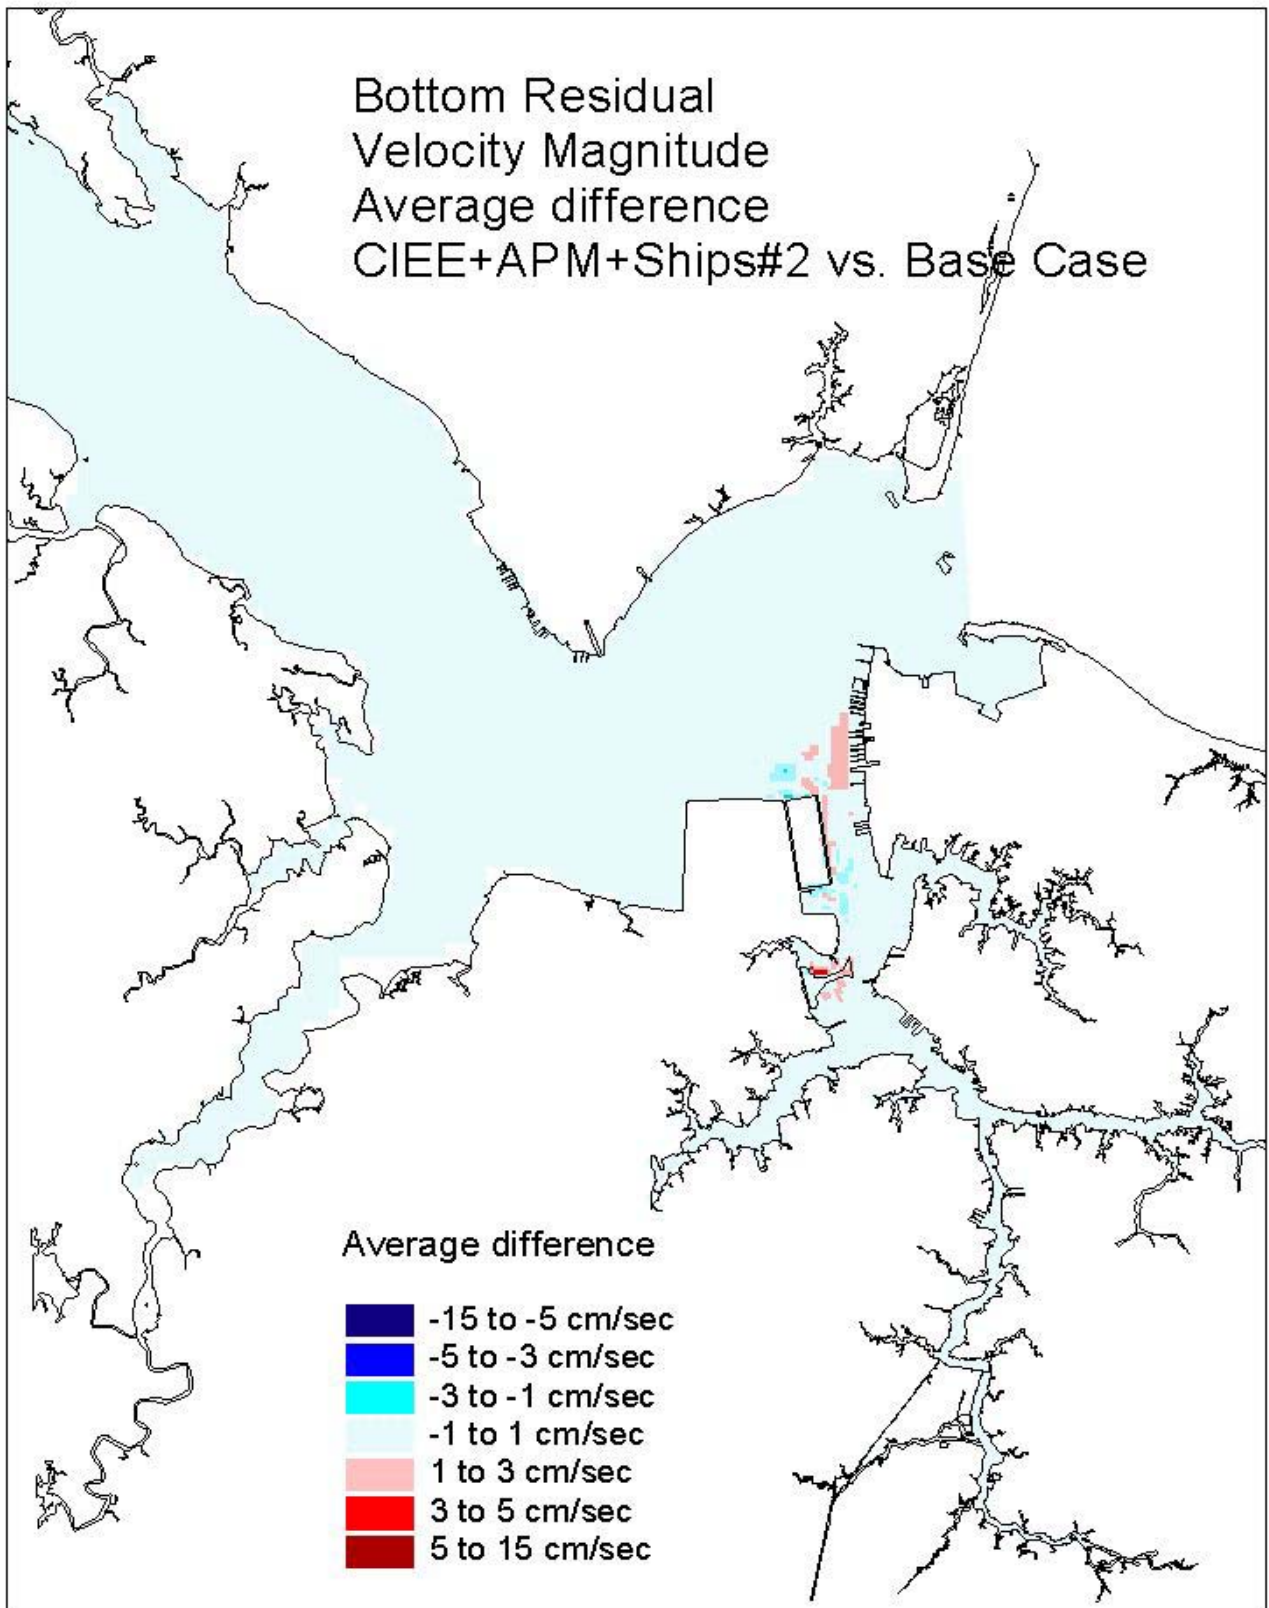 Bottom Residual
Velocity Magnitude
Average difference
CIEE+APM+Ships#2 vs. Base Case
Average difference
-15 to -5 cm/sec
-5 to -3 cm/sec
-3 to -1 cm/sec
-1 to 1 cm/sec
1 to 3 cm/sec
3 to 5 cm/sec
5 to 15 cm/sec